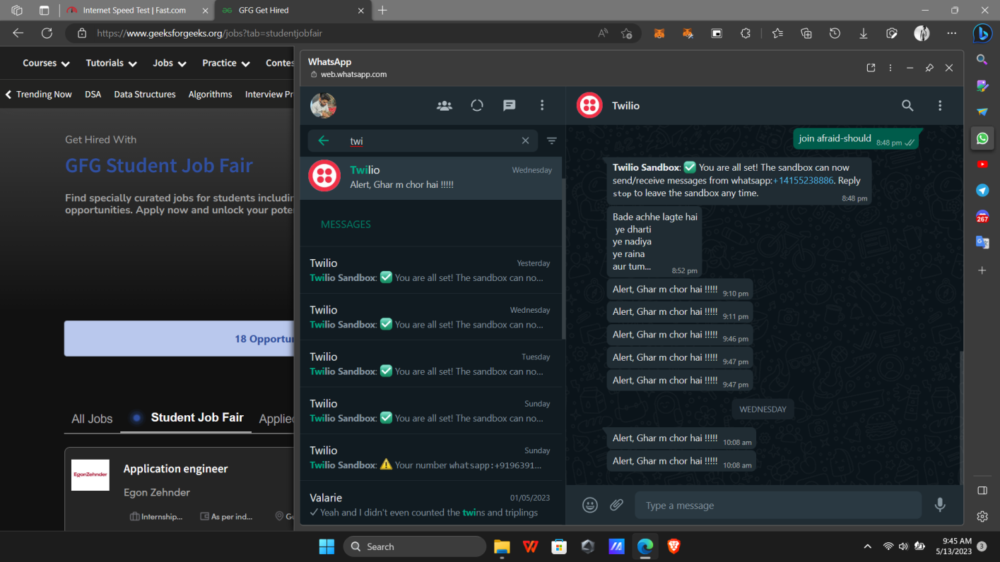 Internet Speed Test | Fast.com
GFG Get Hired
https://www.geeksforgeeks.org/jobs?tab=studentjobfair
Courses
Tutorials
Jobs
Practice
Contes
Trending Now
DSA
Data Structures
Algorithms
Interview Pr
Get Hired With
GFG Student Job Fair
Find specially curated jobs for students includin
opportunities. Apply now and unlock your poter
18 Opportu
All Jobs
Student Job Fair
Applie
EgonZehnder
Application engineer
Egon Zehnder
Internship...
As per ind...
Gu
WhatsApp
web.whatsapp.com
twi
Twilio
Wednesday
Alert, Ghar m chor hai !!!!!
MESSAGES
Twilio
Yesterday
Twilio Sandbox: ✅ You are all set! The sandbox can no...
Twilio
Wednesday
Twilio Sandbox: ✅ You are all set! The sandbox can no...
Twilio
Tuesday
Twilio Sandbox: ✅ You are all set! The sandbox can no...
Twilio
Sunday
Twilio Sandbox: ✅ You are all set! The sandbox can no...
Twilio
Sunday
Twilio Sandbox: ⚠️ Your number whatsapp:+9196391...
Valarie
01/05/2023
Yeah and I didn't even counted the twins and triplings
Twilio
join afraid-should 8:48 pm
Twilio Sandbox: ✅ You are all set! The sandbox can now
send/receive messages from whatsapp:+14155238886. Reply
stop to leave the sandbox any time.
8:48 pm
Bade achhe lagte hai
ye dharti
ye nadiya
ye raina
aur tum... 8:52 pm
Alert, Ghar m chor hai !!!!! 9:10 pm
Alert, Ghar m chor hai !!!!! 9:11 pm
Alert, Ghar m chor hai !!!!! 9:46 pm
Alert, Ghar m chor hai !!!!! 9:47 pm
Alert, Ghar m chor hai !!!!! 9:47 pm
WEDNESDAY
Alert, Ghar m chor hai !!!!! 10:08 am
Alert, Ghar m chor hai !!!!! 10:08 am
Type a message
267
Search
9:45 AM
5/13/2023
3